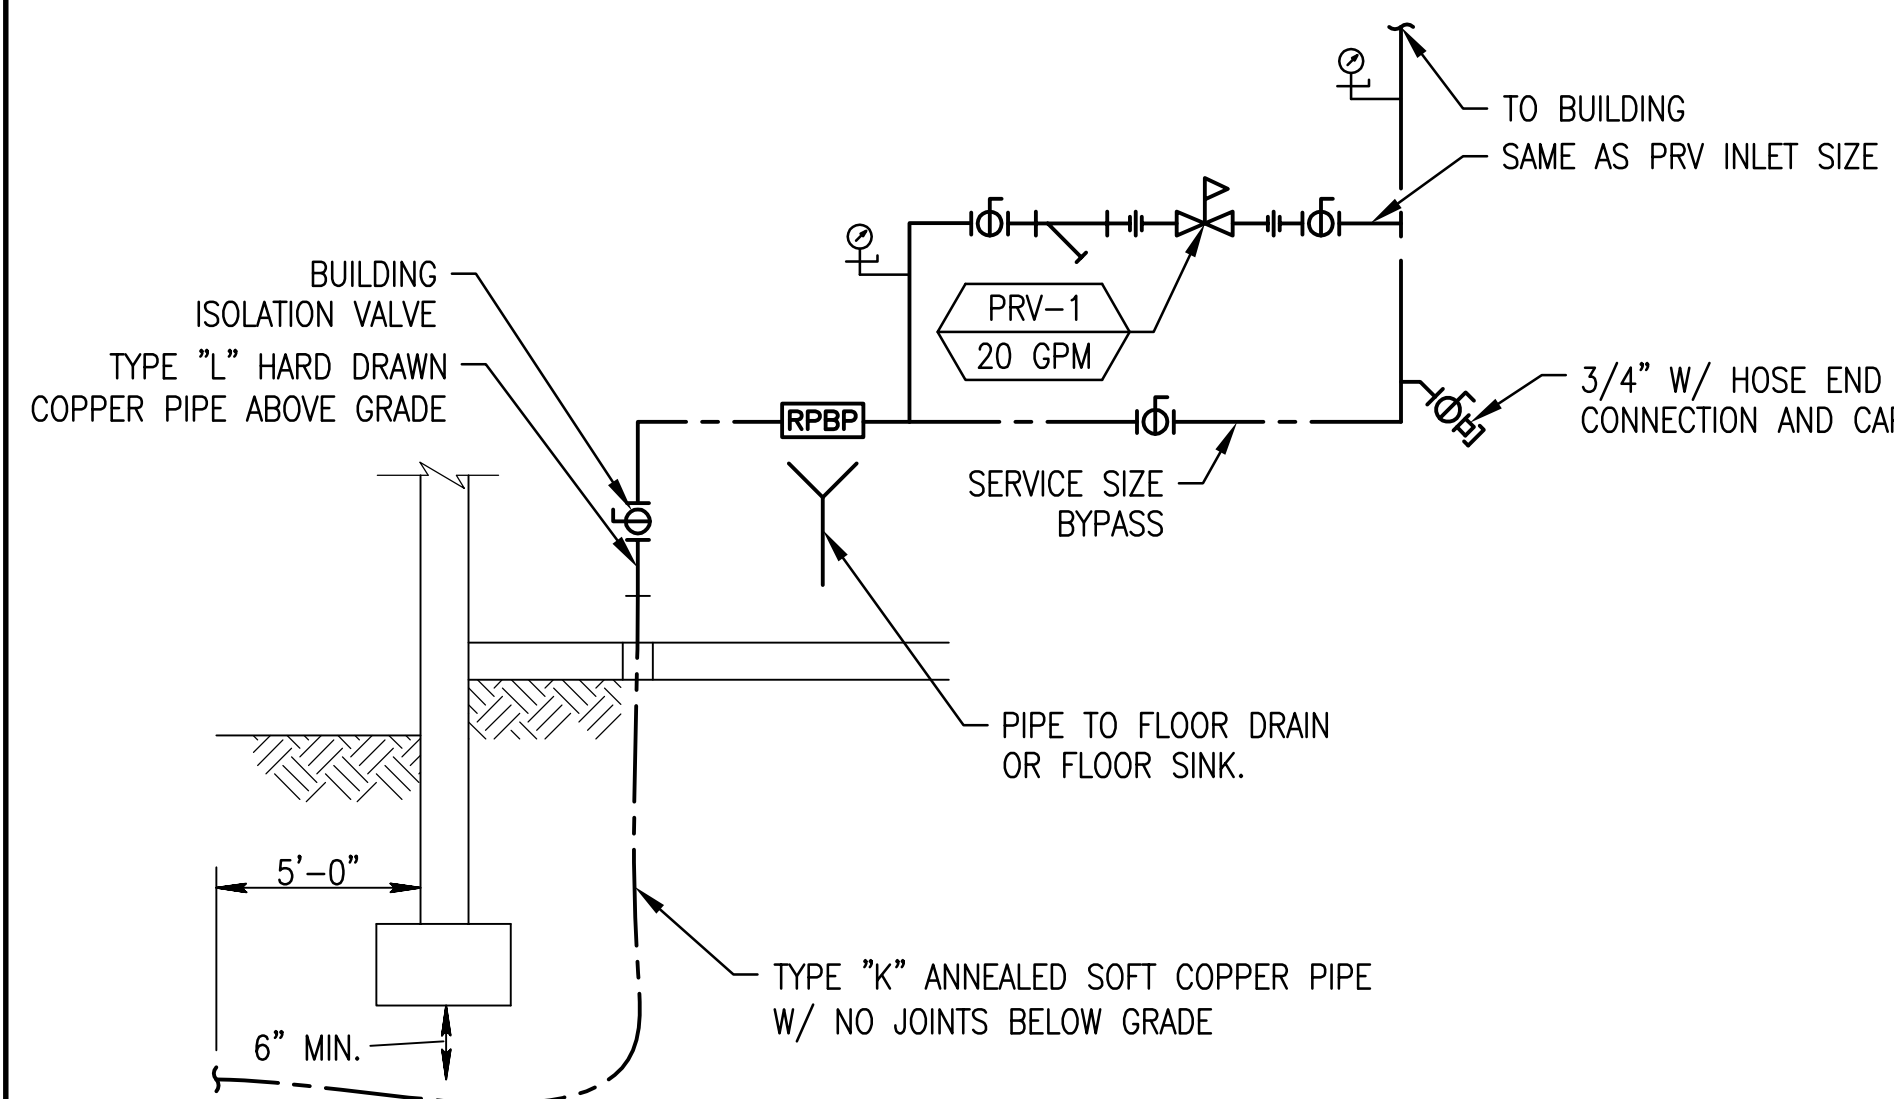 TO BUILDING
SAME AS PRV INLET SIZE
BUILDING
ISOLATION VALVE
TYPE "L" HARD DRAWN
COPPER PIPE ABOVE GRADE
PRV-1
20 GPM
3/4" W/ HOSE END
CONNECTION AND
RPBP
SERVICE SIZE
BYPASS
PIPE TO FLOOR DRAIN
OR FLOOR SINK.
5'-0"
TYPE "K" ANNEALED SOFT COPPER PIPE
W/ NO JOINTS BELOW GRADE
6" MIN.